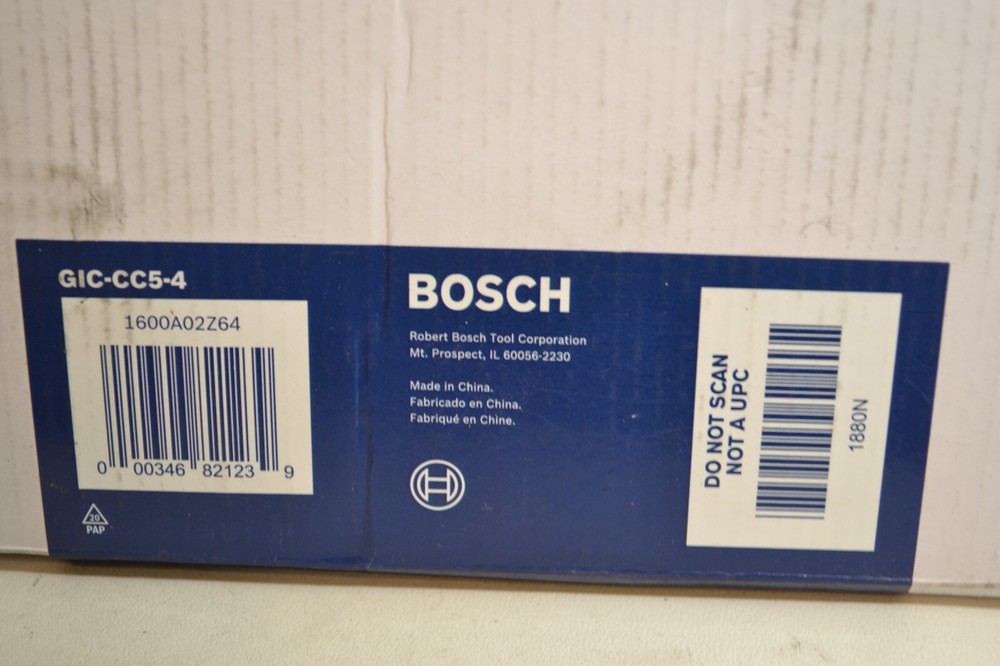 GIC-CC5-4
1600A02Z64
0 00346 82123 9
20
PAP
BOSCH
Robert Bosch Tool Corporation
Mt. Prospect, IL 60056-2230
Made in China.
Fabricado en China.
Fabriqué en Chine.
DO NOT SCAN
NOT A UPC
1880N